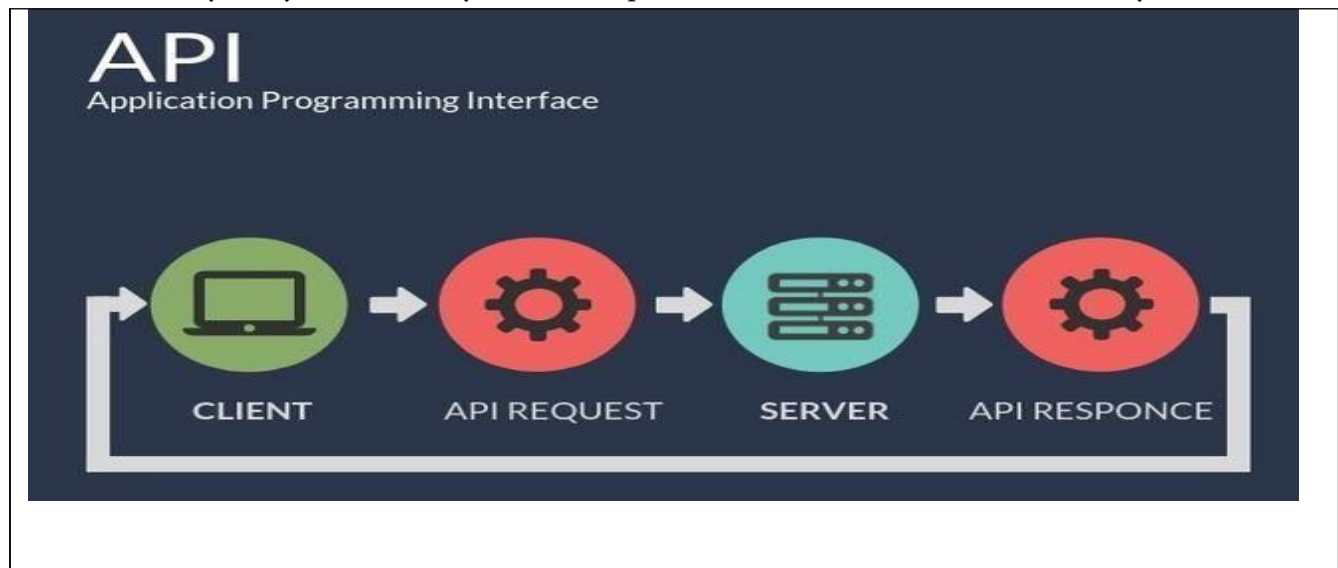 API
Application Programming Interface
CLIENT
API REQUEST
SERVER
API RESPONCE